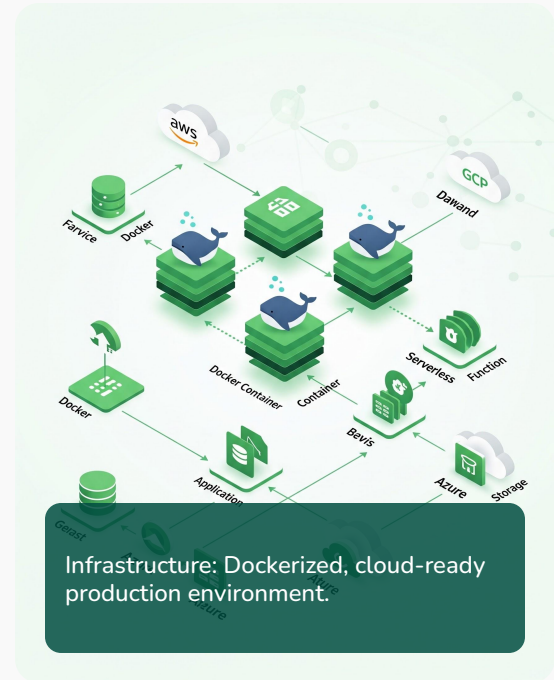 aws
GCP
Dawand
Farvice
Docker
Docker Container
Container
Serverless
Function
Docker
Bevis
Application
Azure
Storage
Geiast
Infrastructure: Dockerized, cloud-ready
production environment.